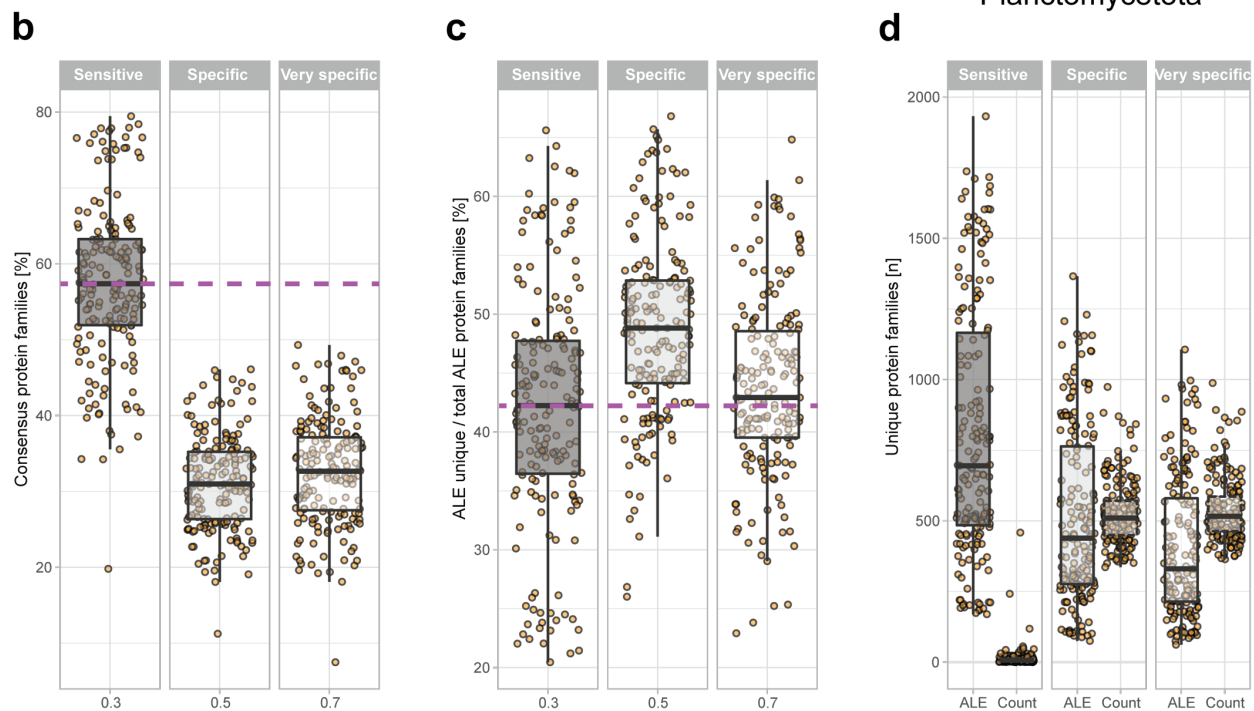 Planctomycetota
b
c
d
Sensitive
Specific
Very specific
Consensus protein families [%]
80
60
40
20
0.3
0.5
0.7
Sensitive
Specific
Very specific
ALE unique / total ALE protein families [%]
60
50
40
30
20
0.3
0.5
0.7
Sensitive
Specific
Very specific
Unique protein families [n]
2000
1500
1000
500
0
ALE Count
ALE Count
ALE Count